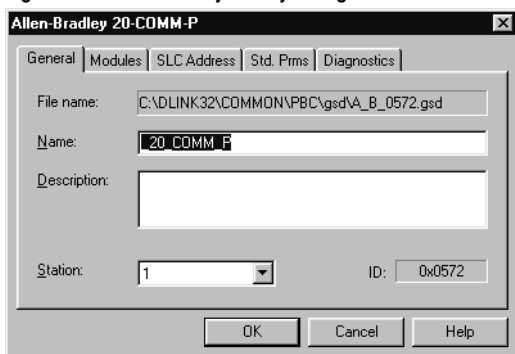 Allen-Bradley 20-COMM-P
General Modules SLC Address Std. Prms Diagnostics
File name: C:\DLINK32\COMMON\PBC\gsd\A_B_0572.gsd
Name: _20_COMM_P
Description:
Station: 1 ID: 0x0572
OK Cancel Help